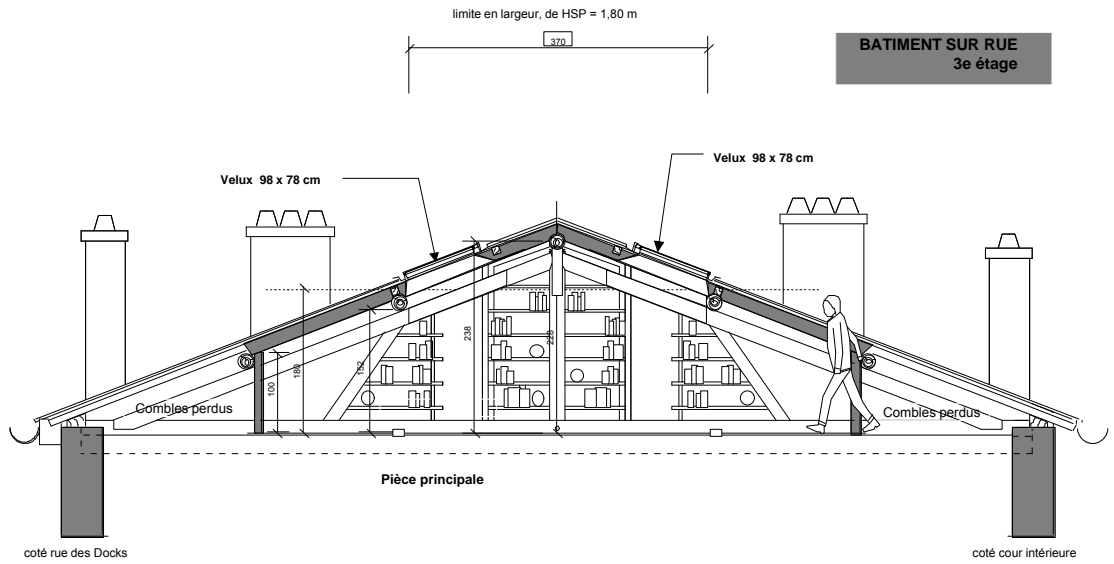 limite en largeur, de HSP = 1,80 m
370
BATIMENT SUR RUE
3e étage
Velux 98 x 78 cm
Velux 98 x 78 cm
238
228
180
152
100
Combles perdus
Combles perdus
Pièce principale
coté rue des Docks
coté cour intérieure